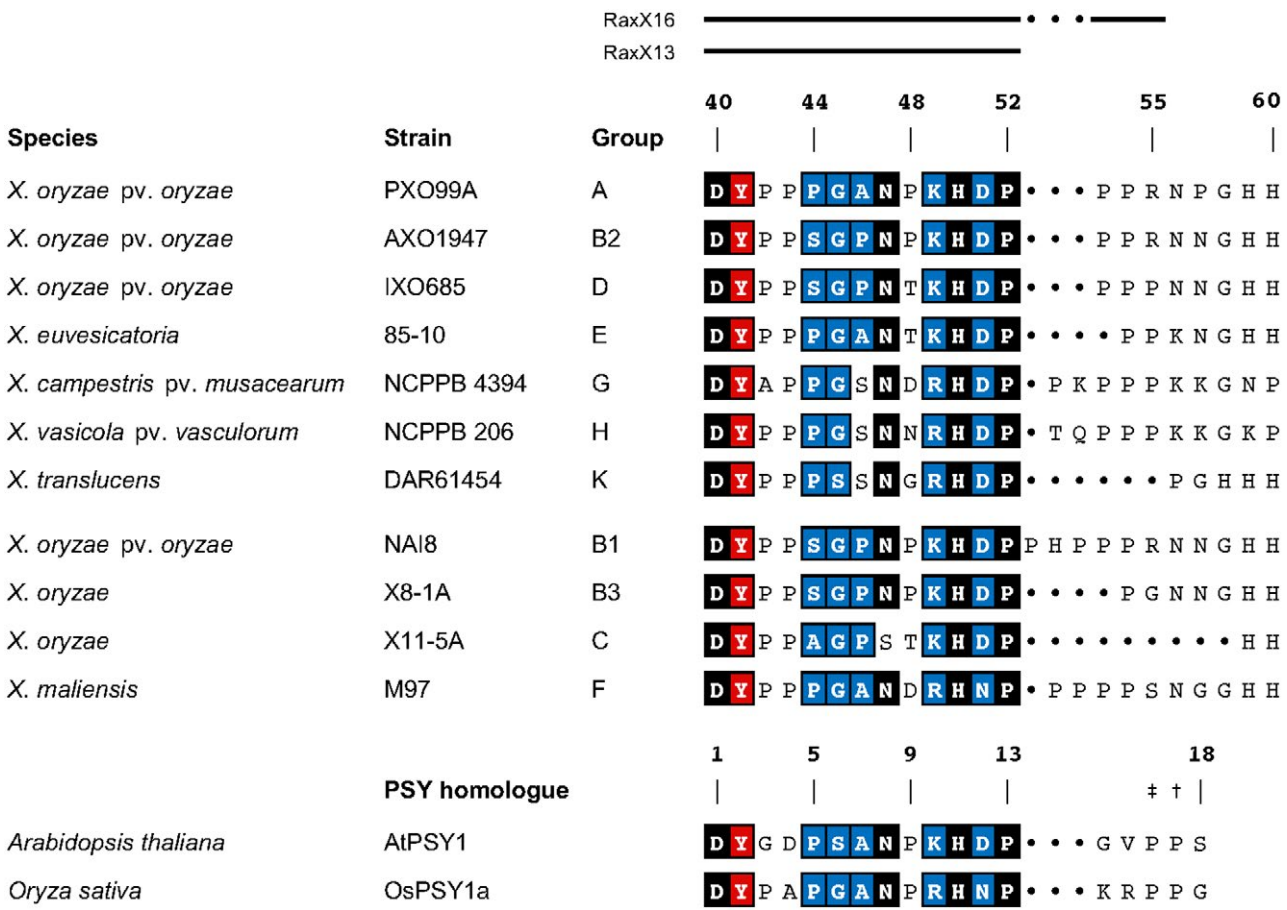 RaxX16 • • •
RaxX13
40 44 48 52 55 60
Species Strain Group | | | | | |
X. oryzae pv. oryzae PXO99A A D Y P P P G A N P K H D P • • • P P R N P G H H
X. oryzae pv. oryzae AXO1947 B2 D Y P P S G P N P K H D P • • • P P R N N G H H
X. oryzae pv. oryzae IXO685 D D Y P P S G P N T K H D P • • • P P P N N G H H
X. euvesicatoria 85-10 E D Y P P P G A N T K H D P • • • • P P K N G H H
X. campestris pv. musacearum NCPPB 4394 G D Y A P P G S N D R H D P • P K P P P K K G N P
X. vasicola pv. vasculorum NCPPB 206 H D Y P P P G S N N R H D P • T Q P P P K K G K P
X. translucens DAR61454 K D Y P P P S S N G R H D P • • • • • • P G H H H
X. oryzae pv. oryzae NAI8 B1 D Y P P S G P N P K H D P P H P P P R N N G H H
X. oryzae X8-1A B3 D Y P P S G P N P K H D P • • • • P G N N G H H
X. oryzae X11-5A C D Y P P A G P S T K H D P • • • • • • • • • H H
X. maliensis M97 F D Y P P P G A N D R H N P • P P P P S N G G H H
1 5 9 13 18
PSY homologue | | | | ‡ † |
Arabidopsis thaliana AtPSY1 D Y G D P S A N P K H D P • • • G V P P S
Oryza sativa OsPSY1a D Y P A P G A N P R H N P • • • K R P P G